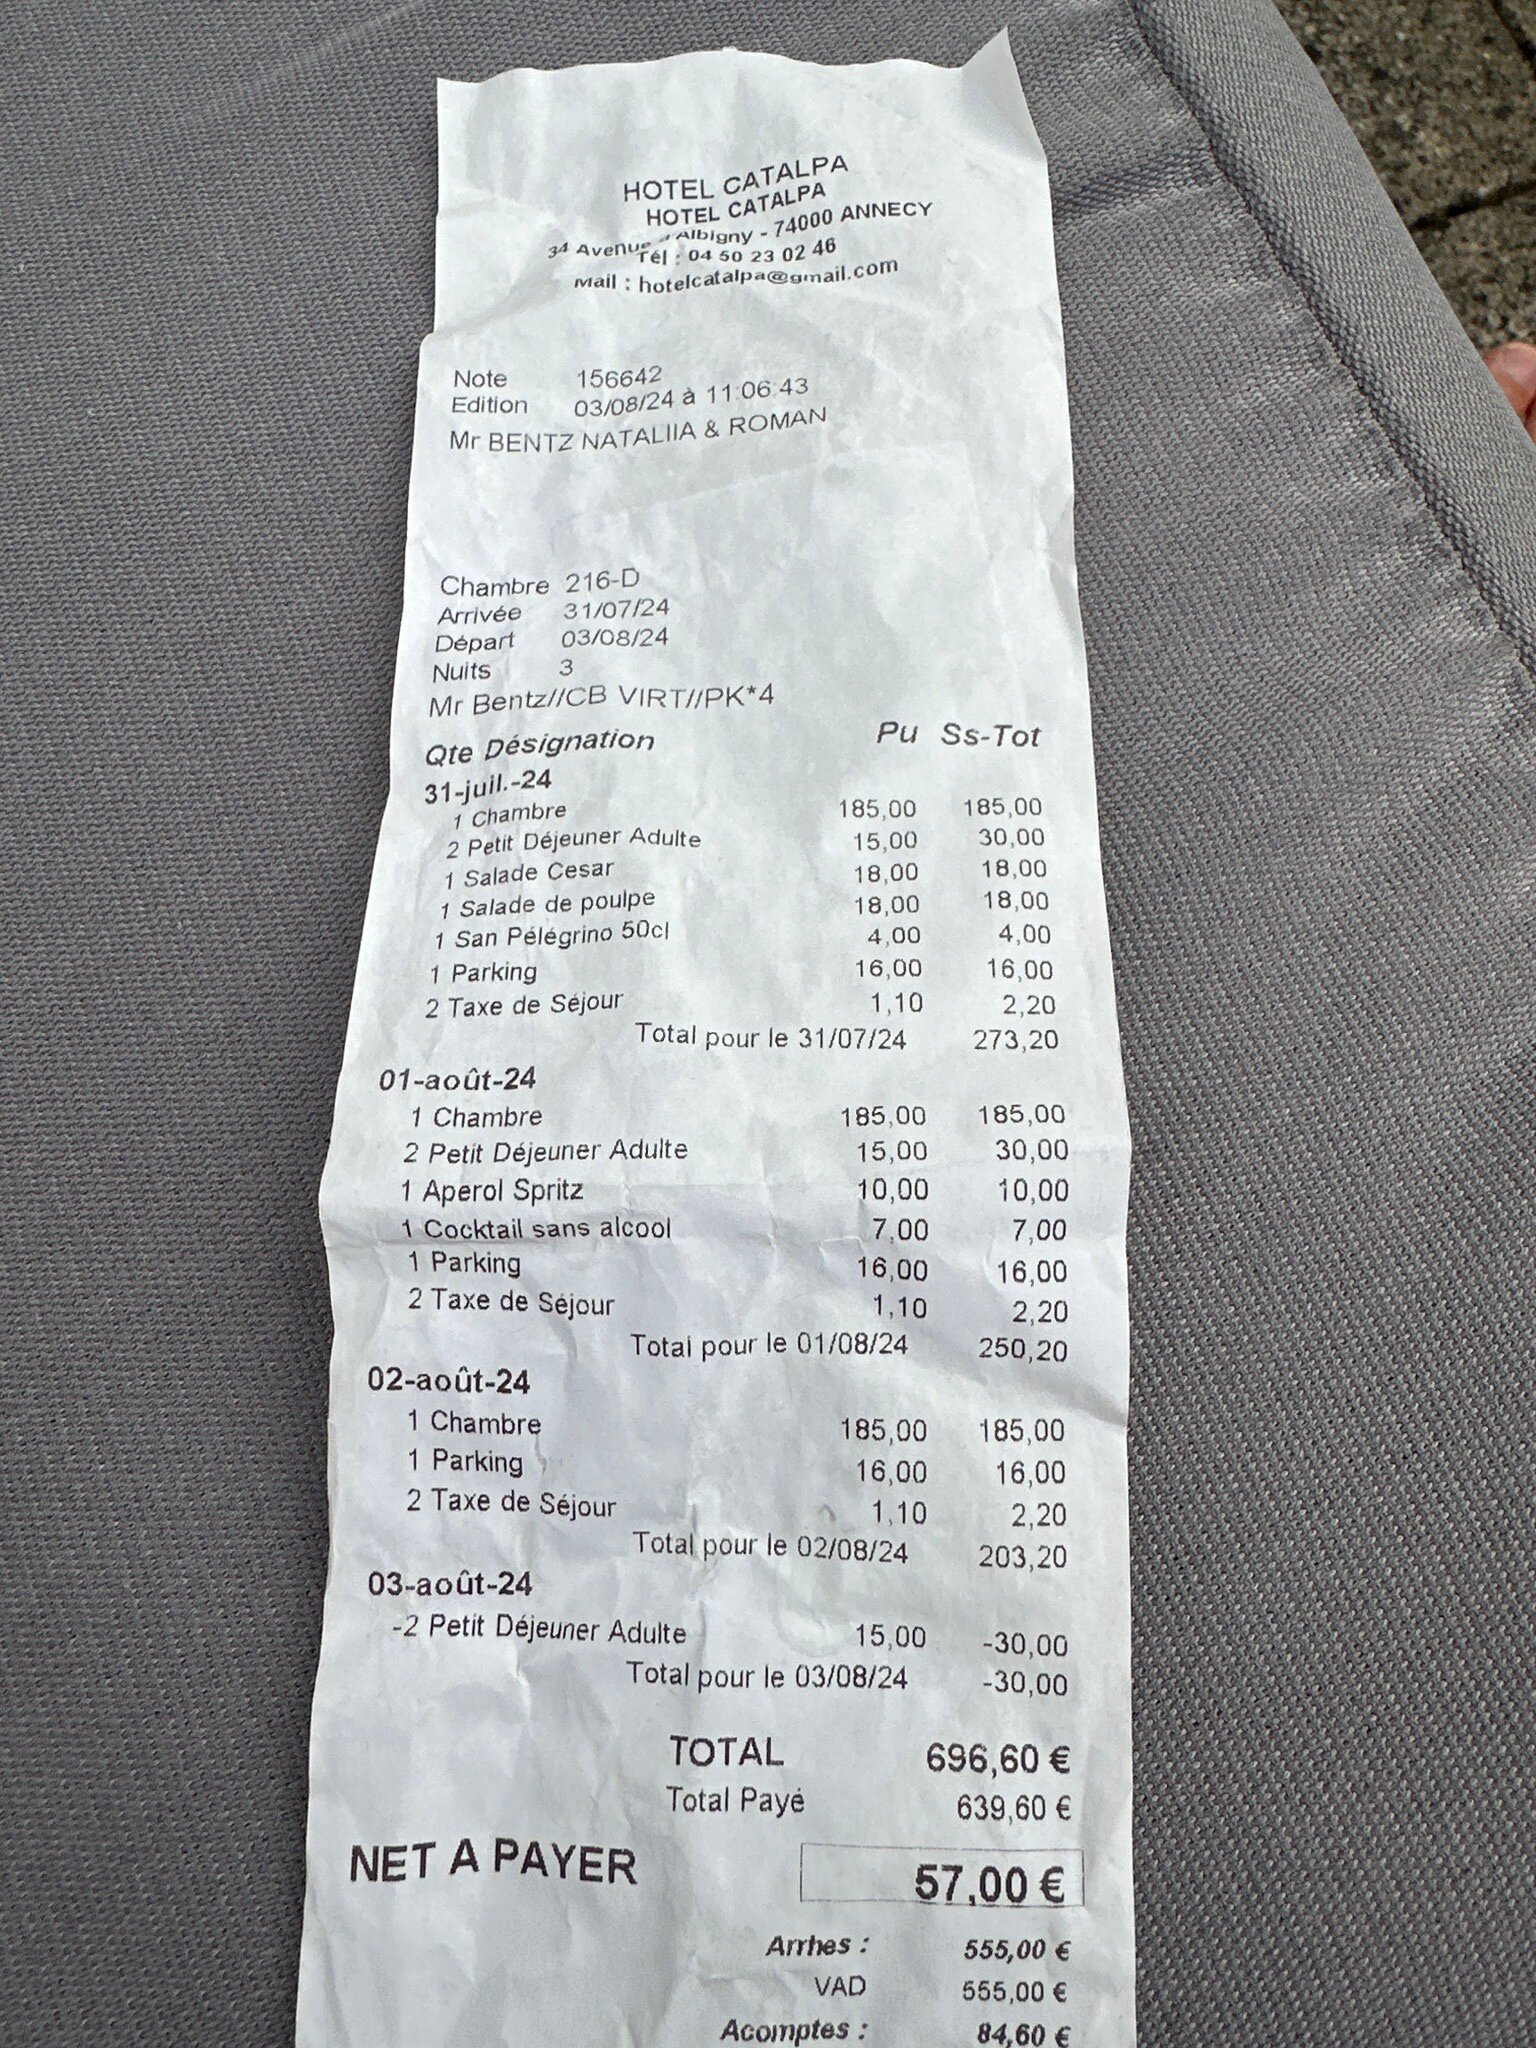 HOTEL CATALPA
HOTEL CATALPA
34 Avenue d'Albigny - 74000 ANNECY
Tél : 04 50 23 02 46
Mail : hotelcatalpa@gmail.com
Note 156642
Edition 03/08/24 à 11:06:43
Mr BENTZ NATALIIA & ROMAN
Chambre 216-D
Arrivée 31/07/24
Départ 03/08/24
Nuits 3
Mr Bentz//CB VIRT//PK*4
Qte Désignation Pu Ss-Tot
31-juil.-24
1 Chambre 185,00 185,00
2 Petit Déjeuner Adulte 15,00 30,00
1 Salade Cesar 18,00 18,00
1 Salade de poulpe 18,00 18,00
1 San Pélégrino 50cl 4,00 4,00
1 Parking 16,00 16,00
2 Taxe de Séjour 1,10 2,20
Total pour le 31/07/24 273,20
01-août-24
1 Chambre 185,00 185,00
2 Petit Déjeuner Adulte 15,00 30,00
1 Aperol Spritz 10,00 10,00
1 Cocktail sans alcool 7,00 7,00
1 Parking 16,00 16,00
2 Taxe de Séjour 1,10 2,20
Total pour le 01/08/24 250,20
02-août-24
1 Chambre 185,00 185,00
1 Parking 16,00 16,00
2 Taxe de Séjour 1,10 2,20
Total pour le 02/08/24 203,20
03-août-24
-2 Petit Déjeuner Adulte 15,00 -30,00
Total pour le 03/08/24 -30,00
TOTAL 696,60 €
Total Payé 639,60 €
NET A PAYER 57,00 €
Arrhes : 555,00 €
VAD 555,00 €
Acomptes : 84,60 €